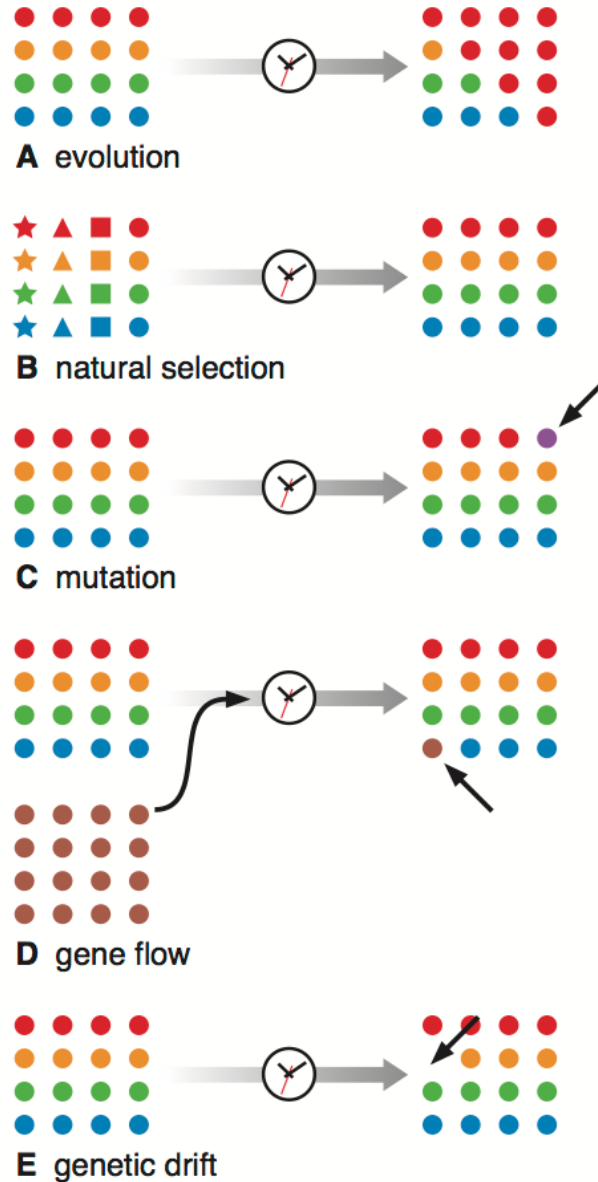 A evolution
B natural selection
C mutation
D gene flow
E genetic drift